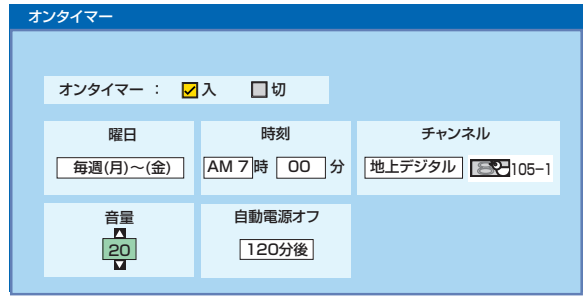 オンタイマー
オンタイマー : 入 切
曜日 時刻 チャンネル
毎週(月)~(金) AM 7 時 00 分 地上デジタル 105-1
音量 自動電源オフ
20 120分後